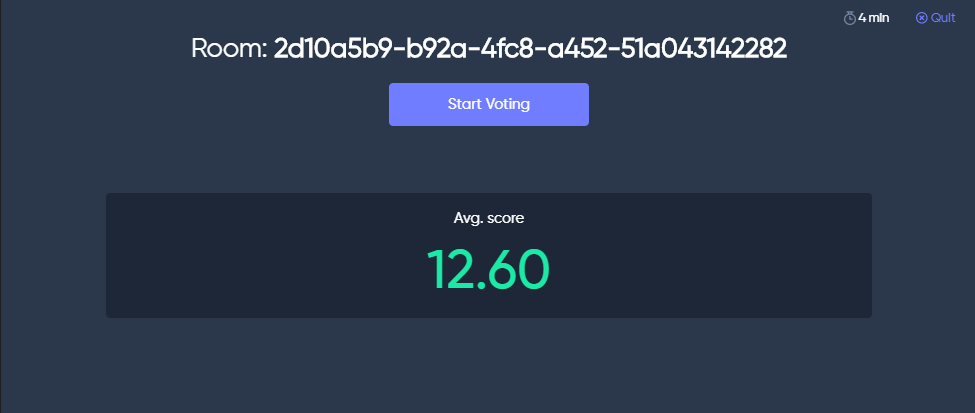 4 min Quit
Room: 2d10a5b9-b92a-4fc8-a452-51a043142282
Start Voting
Avg. score
12.60